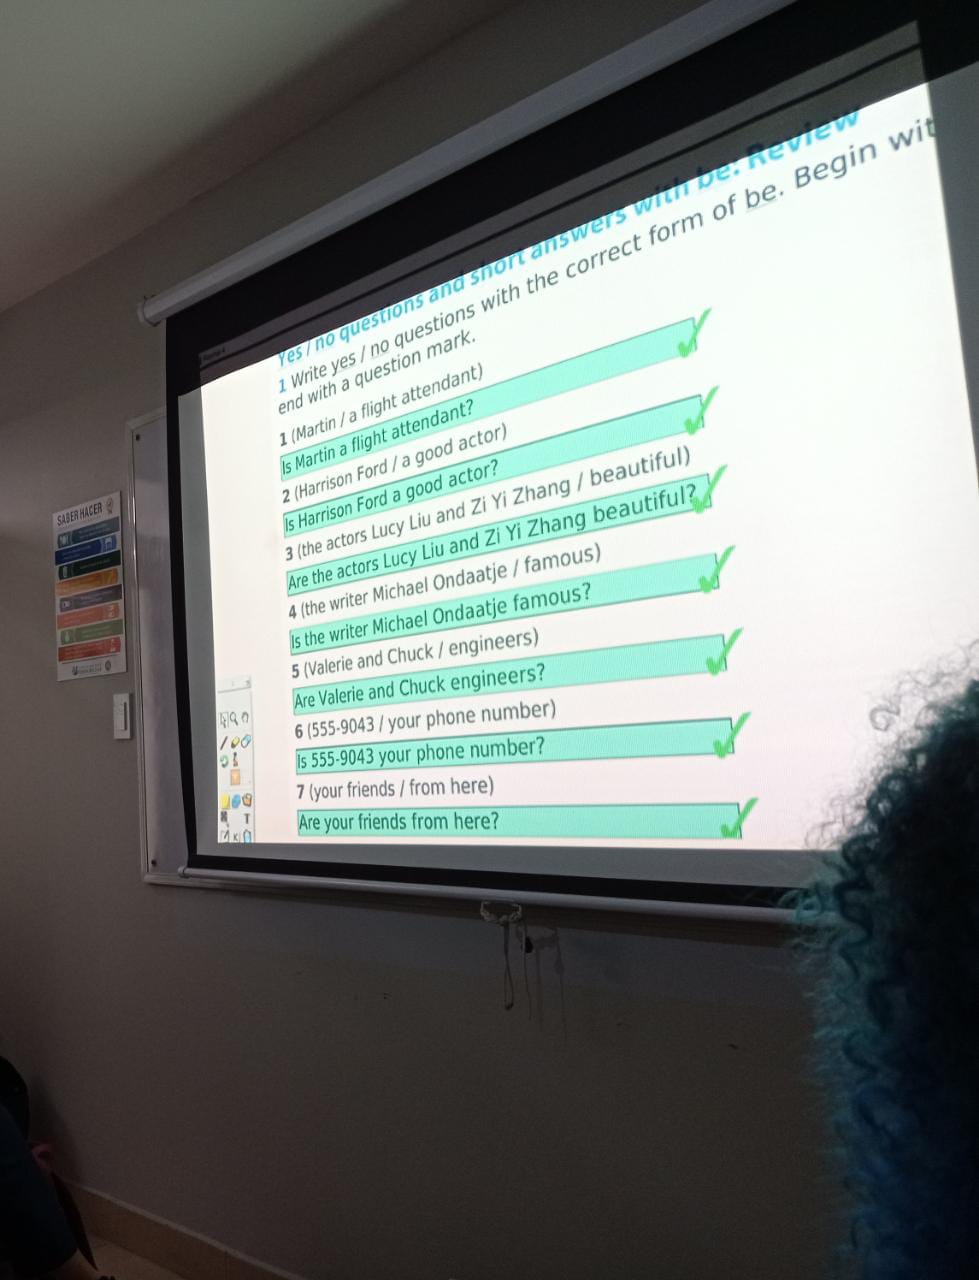 Yes / no questions and short answers with be: Review
1 Write yes / no questions with the correct form of be. Begin
end with a question mark.
1 (Martin / a flight attendant)
Is Martin a flight attendant?
2 (Harrison Ford / a good actor)
Is Harrison Ford a good actor?
3 (the actors Lucy Liu and Zi Yi Zhang / beautiful)
Are the actors Lucy Liu and Zi Yi Zhang beautiful?
4 (the writer Michael Ondaatje / famous)
Is the writer Michael Ondaatje famous?
5 (Valerie and Chuck / engineers)
Are Valerie and Chuck engineers?
6 (555-9043 / your phone number)
Is 555-9043 your phone number?
7 (your friends / from here)
Are your friends from here?
SABER HACER
T